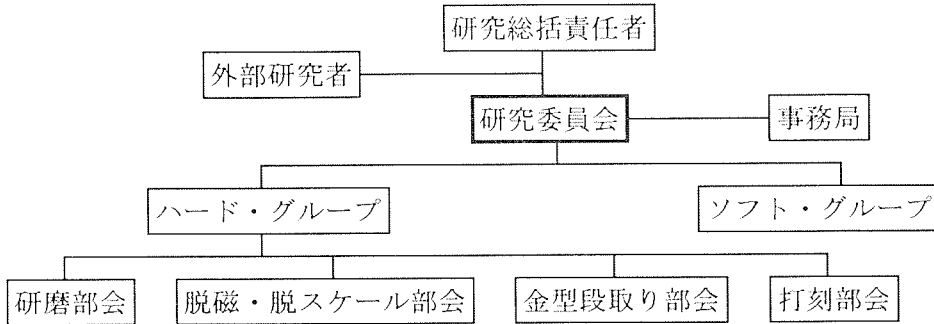 研究総括責任者
外部研究者
研究委員会
事務局
ハード・グループ
ソフト・グループ
研磨部会
脱磁・脱スケール部会
金型段取り部会
打刻部会